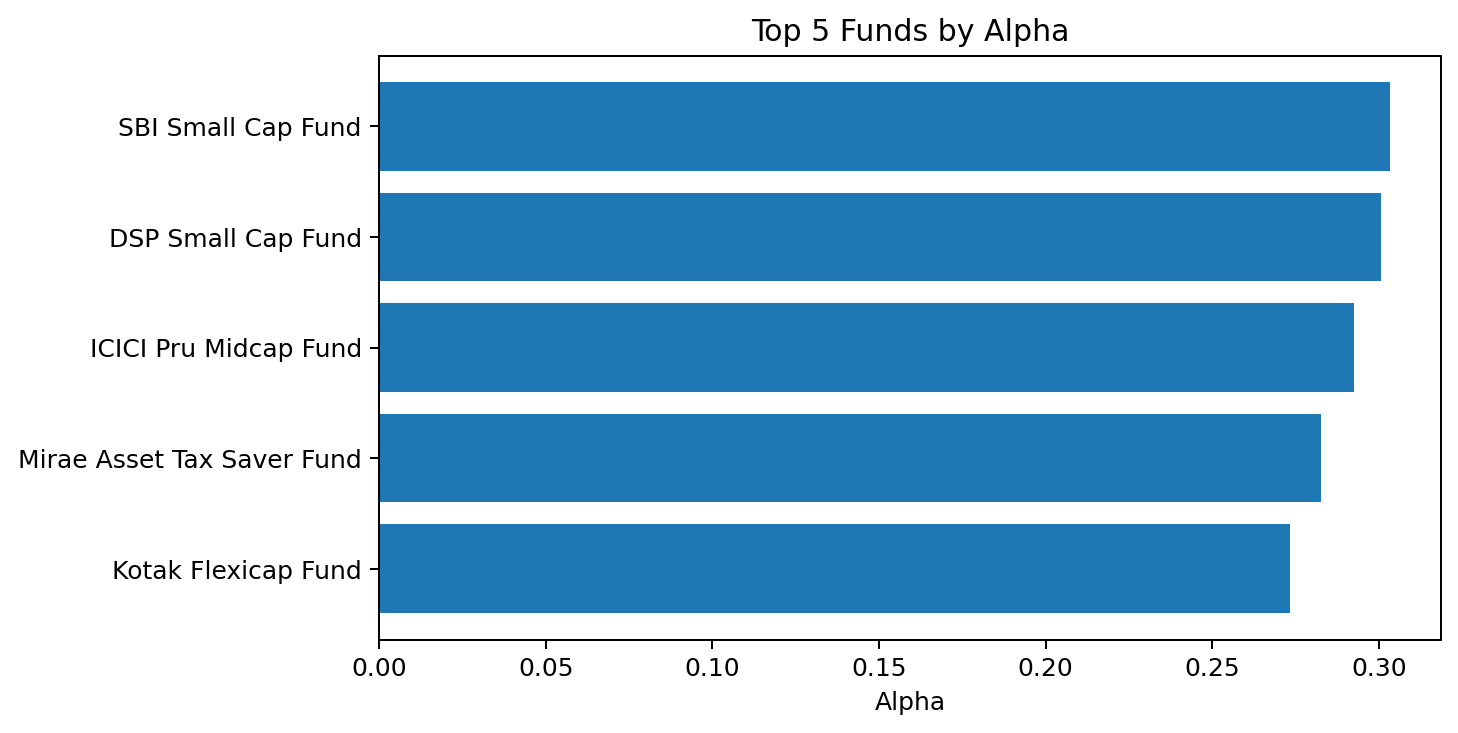 Top 5 Funds by Alpha
SBI Small Cap Fund
DSP Small Cap Fund
ICICI Pru Midcap Fund
Mirae Asset Tax Saver Fund
Kotak Flexicap Fund
0.00 0.05 0.10 0.15 0.20 0.25 0.30
Alpha